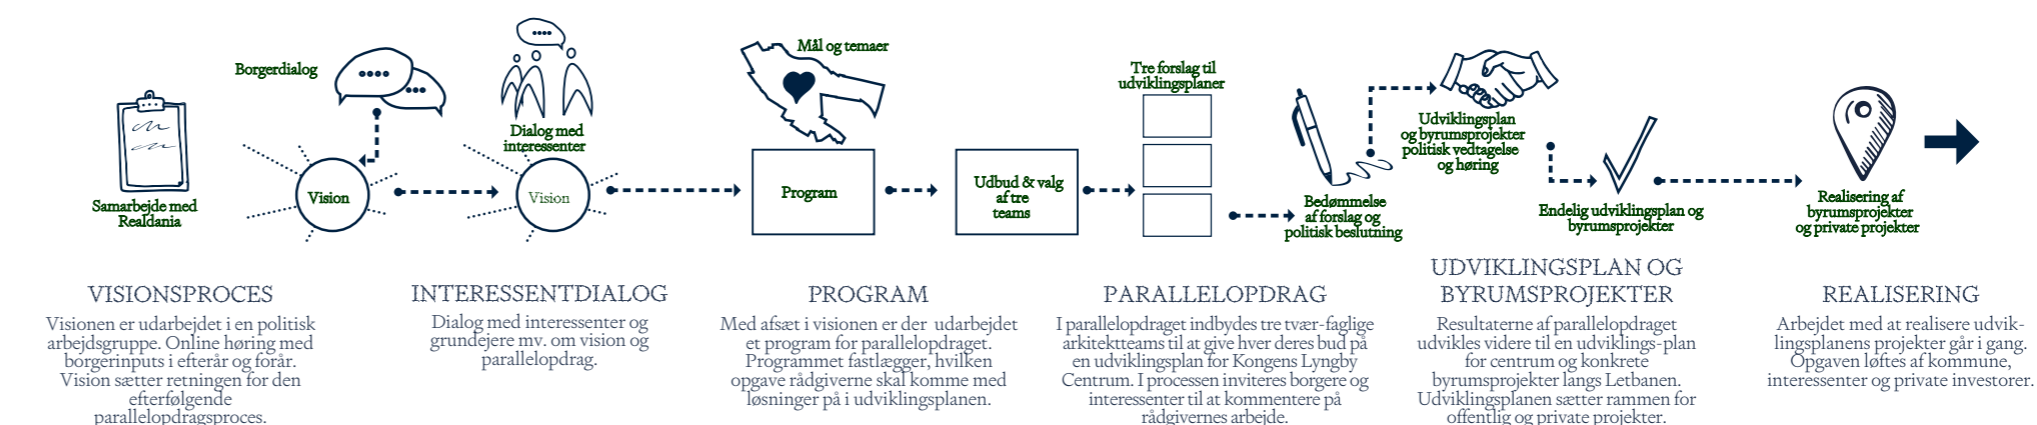 Borgerdialog
Samarbejde med
Realdania
Vision
Dialog med
interessenter
Vision
Mål og temaer
Program
Udbud & valg
af tre
teams
Tre forslag til
udviklingsplaner
Bedømmelse
af forslag og
politisk beslutning
Udviklingsplan
og byrumsprojekter
politisk vedtagelse
og høring
Endelig udviklingsplan og
byrumsprojekter
Realisering af
byrumsprojekter
og private projekter
VISIONSPROCES
Visionen er udarbejdet i en politisk
arbejdsgruppe. Online høring med
borgerinputs i efterår og forår.
Vision sætter retningen for den
efterfølgende
parallelopdragsproces.
INTERESSENTDIALOG
Dialog med interessenter og
grundejere mv. om vision og
parallelopdrag.
PROGRAM
Med afsæt i visionen er der udarbejdet
et program for parallelopdraget.
Programmet fastlægger, hvilken
opgave rådgiverne skal komme med
løsninger på i udviklingsplanen.
PARALLELOPDRAG
I parallelopdraget indbydes tre tvær-faglige
arkitektteams til at give hver deres bud på
en udviklingsplan for Kongens Lyngby
Centrum. I processen inviteres borgere og
interessenter til at kommentere på
rådgivernes arbejde.
UDVIKLINGSPLAN OG
BYRUMSPROJEKTER
Resultaterne af parallelopdraget
udvikles videre til en udviklings-plan
for centrum og konkrete
byrumsprojekter langs Letbanen.
Udviklingsplanen sætter rammen for
offentlig og private projekter.
REALISERING
Arbejdet med at realisere udvik-
lingsplanens projekter går i gang.
Opgaven løftes af kommune,
interessenter og private investorer.